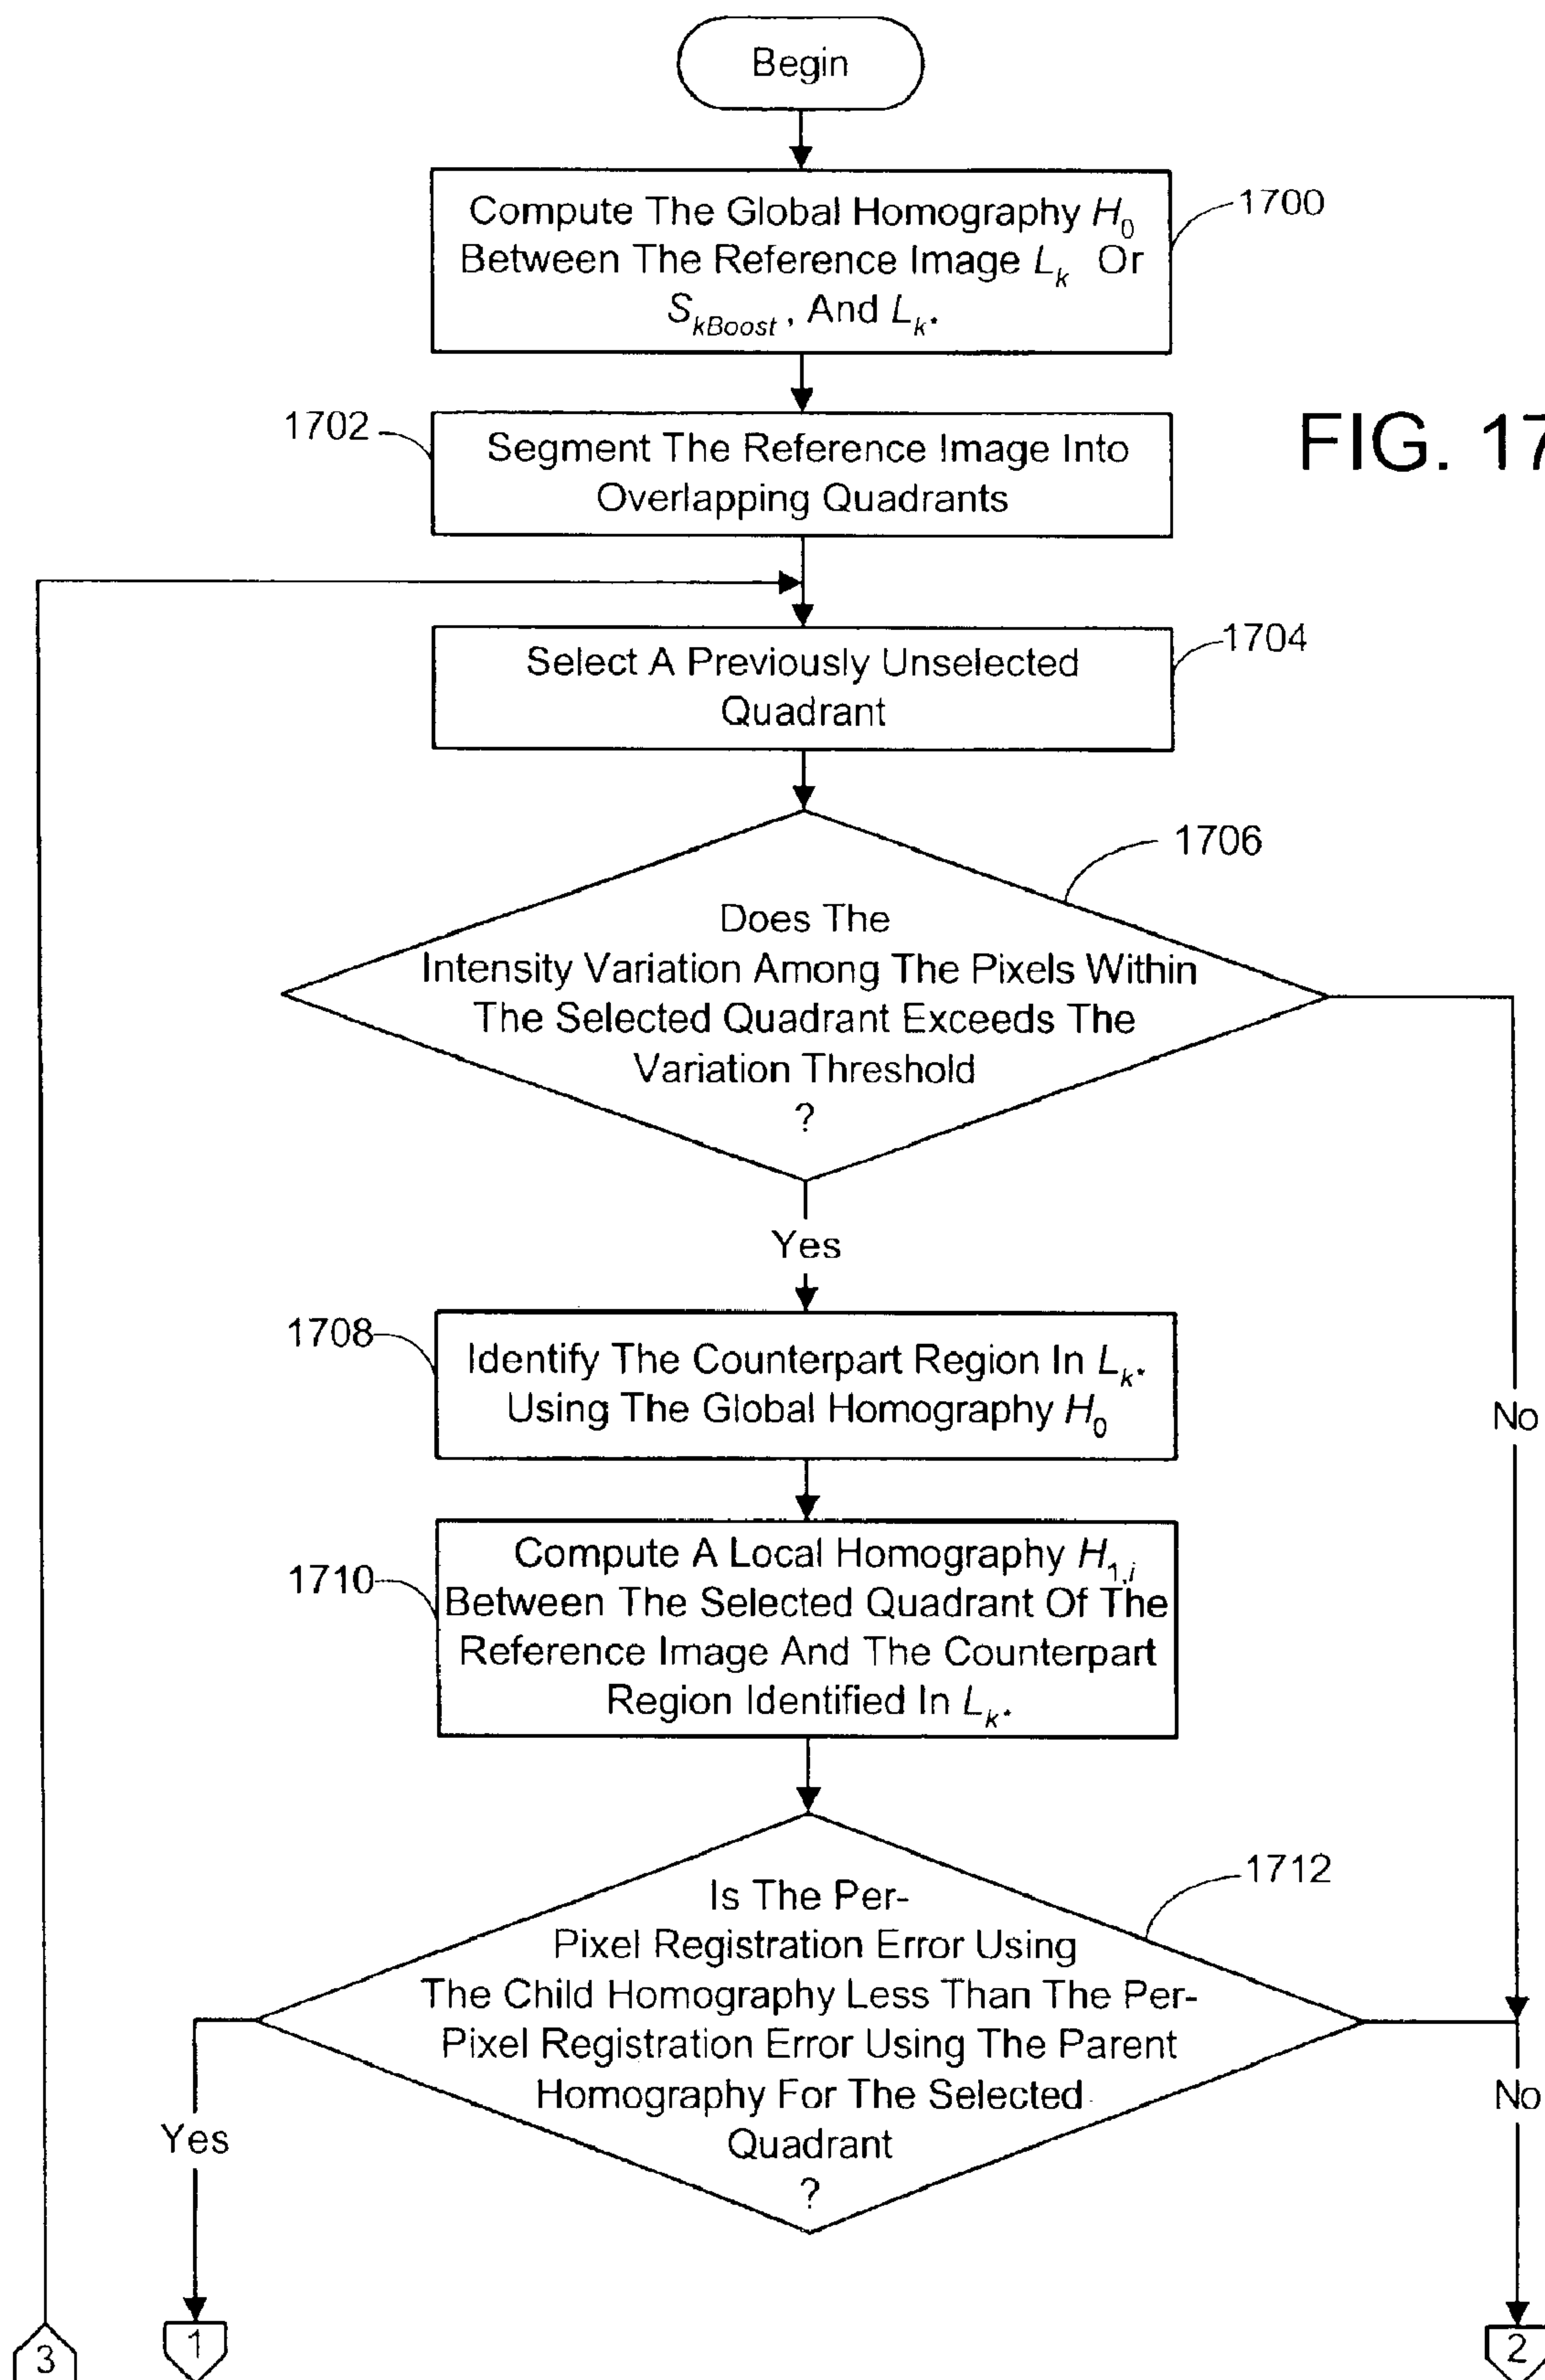 Begin
Compute The Global Homography H0
Between The Reference Image Lk Or
SkBoost, And Lk*.
1700
1702
Segment The Reference Image Into
Overlapping Quadrants
FIG. 17
Select A Previously Unselected
Quadrant
1704
1706
Does The
Intensity Variation Among The Pixels Within
The Selected Quadrant Exceeds The
Variation Threshold
?
Yes
No
1708
Identify The Counterpart Region In Lk*
Using The Global Homography H0
1710
Compute A Local Homography H1,i
Between The Selected Quadrant Of The
Reference Image And The Counterpart
Region Identified In Lk*
1712
Is The Per-
Pixel Registration Error Using
The Child Homography Less Than The Per-
Pixel Registration Error Using The Parent
Homography For The Selected
Quadrant
?
Yes
No
3
1
2